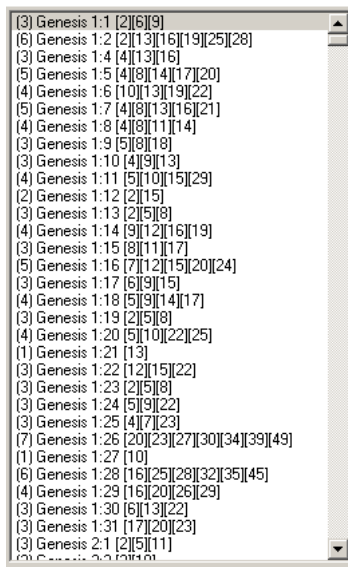 (3) Genesis 1:1 [2][6][9]
(6) Genesis 1:2 [2][13][16][19][25][28]
(3) Genesis 1:4 [4][13][16]
(5) Genesis 1:5 [4][8][14][17][20]
(4) Genesis 1:6 [10][13][19][22]
(5) Genesis 1:7 [4][8][13][16][21]
(4) Genesis 1:8 [4][8][11][14]
(3) Genesis 1:9 [5][8][18]
(3) Genesis 1:10 [4][9][13]
(4) Genesis 1:11 [5][10][15][29]
(2) Genesis 1:12 [2][15]
(3) Genesis 1:13 [2][5][8]
(4) Genesis 1:14 [9][12][16][19]
(3) Genesis 1:15 [8][11][17]
(5) Genesis 1:16 [7][12][15][20][24]
(3) Genesis 1:17 [6][9][15]
(4) Genesis 1:18 [5][9][14][17]
(3) Genesis 1:19 [2][5][8]
(4) Genesis 1:20 [5][10][22][25]
(1) Genesis 1:21 [13]
(3) Genesis 1:22 [12][15][22]
(3) Genesis 1:23 [2][5][8]
(3) Genesis 1:24 [5][9][22]
(3) Genesis 1:25 [4][7][23]
(7) Genesis 1:26 [20][23][27][30][34][39][49]
(1) Genesis 1:27 [10]
(6) Genesis 1:28 [16][25][28][32][35][45]
(4) Genesis 1:29 [16][20][26][29]
(3) Genesis 1:30 [6][13][22]
(3) Genesis 1:31 [17][20][23]
(3) Genesis 2:1 [2][5][11]